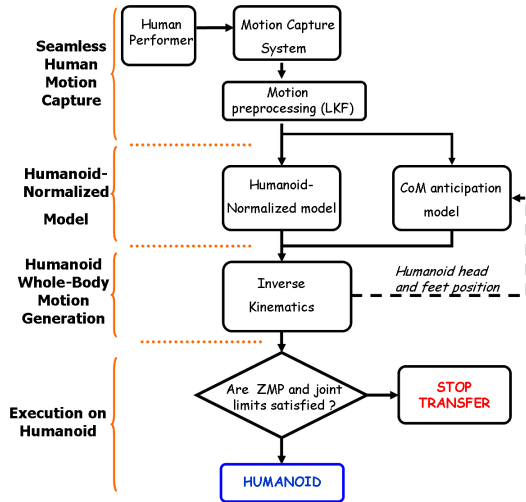 Seamless
Human
Motion
Capture
Human
Performer
Motion Capture
System
Motion
preprocessing (LKF)
Humanoid-
Normalized
Model
Humanoid-
Normalized model
CoM anticipation
model
Humanoid
Whole-Body
Motion
Generation
Inverse
Kinematics
Humanoid head
and feet position
Execution on
Humanoid
Are ZMP and joint
limits satisfied ?
STOP
TRANSFER
HUMANOID